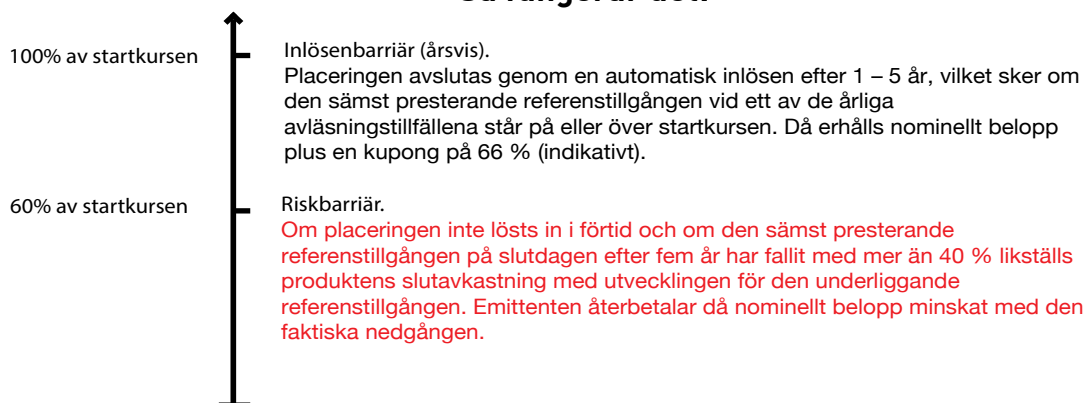 100% av startkursen
Inlösenbarriär (årsvis).
Placeringen avslutas genom en automatisk inlösen efter 1 – 5 år, vilket sker om
den sämst presterande referenstillgången vid ett av de årliga
avläsningstillfällena står på eller över startkursen. Då erhålls nominellt belopp
plus en kupong på 66 % (indikativt).
60% av startkursen
Riskbarriär.
Om placeringen inte lösts in i förtid och om den sämst presterande
referenstillgången på slutdagen efter fem år har fallit med mer än 40 % likställs
produktens slutavkastning med utvecklingen för den underliggande
referenstillgången. Emittenten återbetalar då nominellt belopp minskat med den
faktiska nedgången.